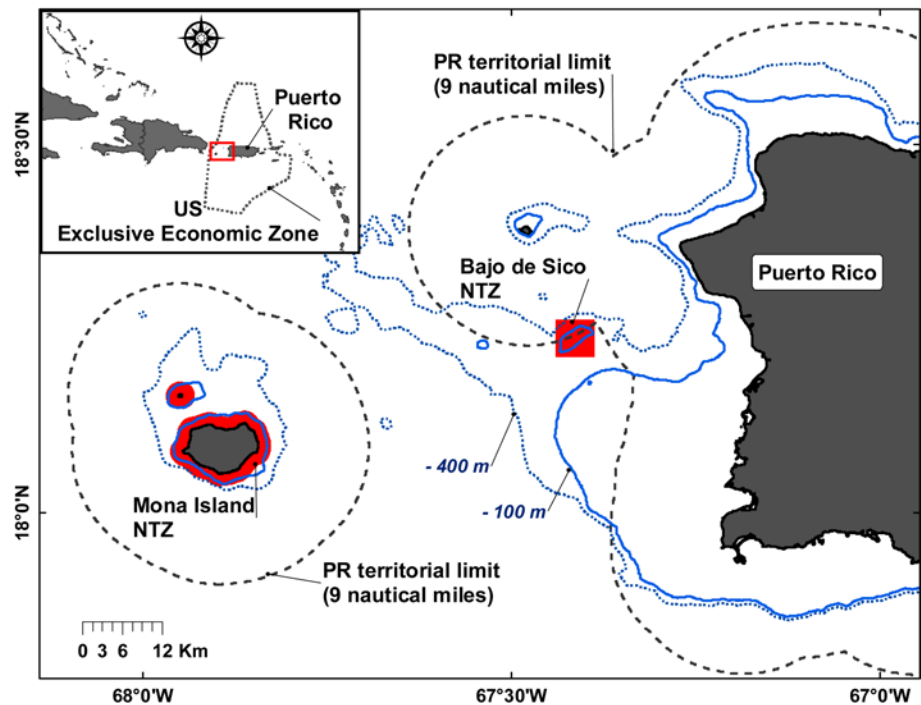 Puerto
Rico
US
Exclusive Economic Zone
PR territorial limit
(9 nautical miles)
18°30'N
Bajo de Sico
NTZ
Puerto Rico
- 400 m
- 100 m
Mona Island
NTZ
18°0'N
PR territorial limit
(9 nautical miles)
0 3 6 12 Km
68°0'W
67°30'W
67°0'W